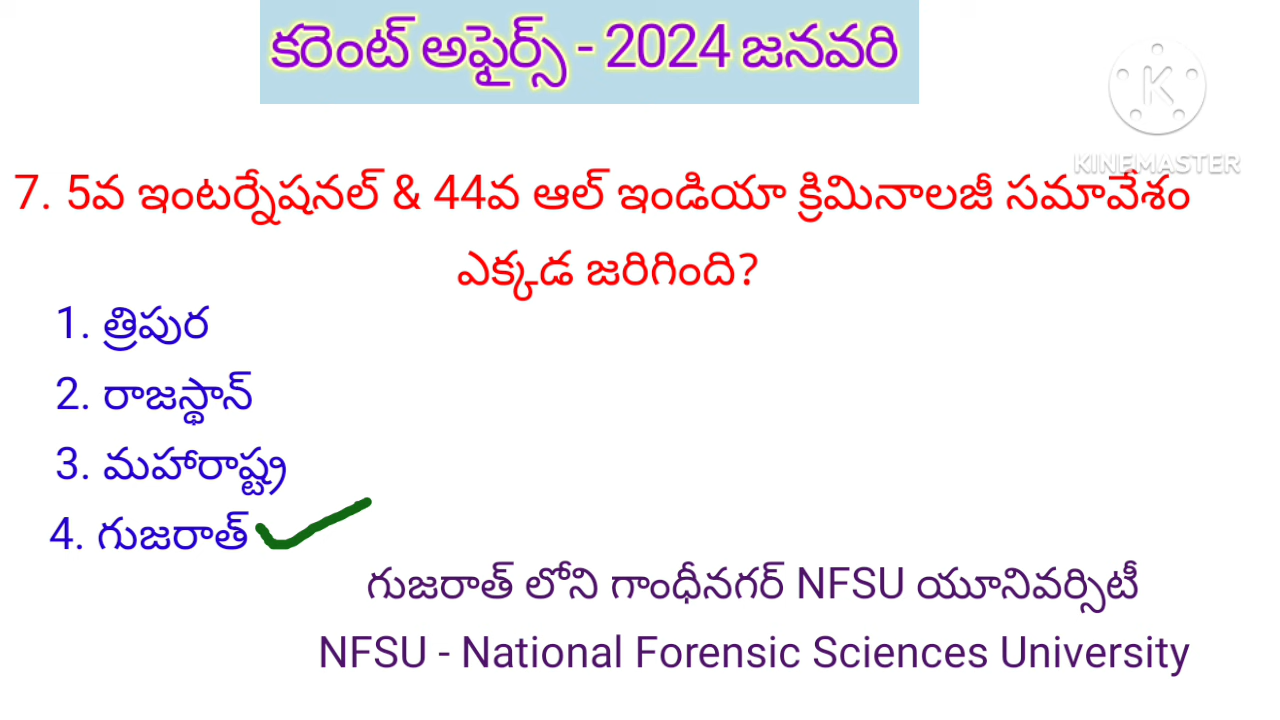 కరెంట్ అఫైర్స్ - 2024 జనవరి
KINEMASTER
7. 5వ ఇంటర్నేషనల్ & 44వ ఆల్ ఇండియా క్రిమినాలజీ సమావేశం
ఎక్కడ జరిగింది?
1. త్రిపుర
2. రాజస్థాన్
3. మహారాష్ట్ర
4. గుజరాత్
గుజరాత్ లోని గాంధీనగర్ NFSU యూనివర్సిటీ
NFSU - National Forensic Sciences University